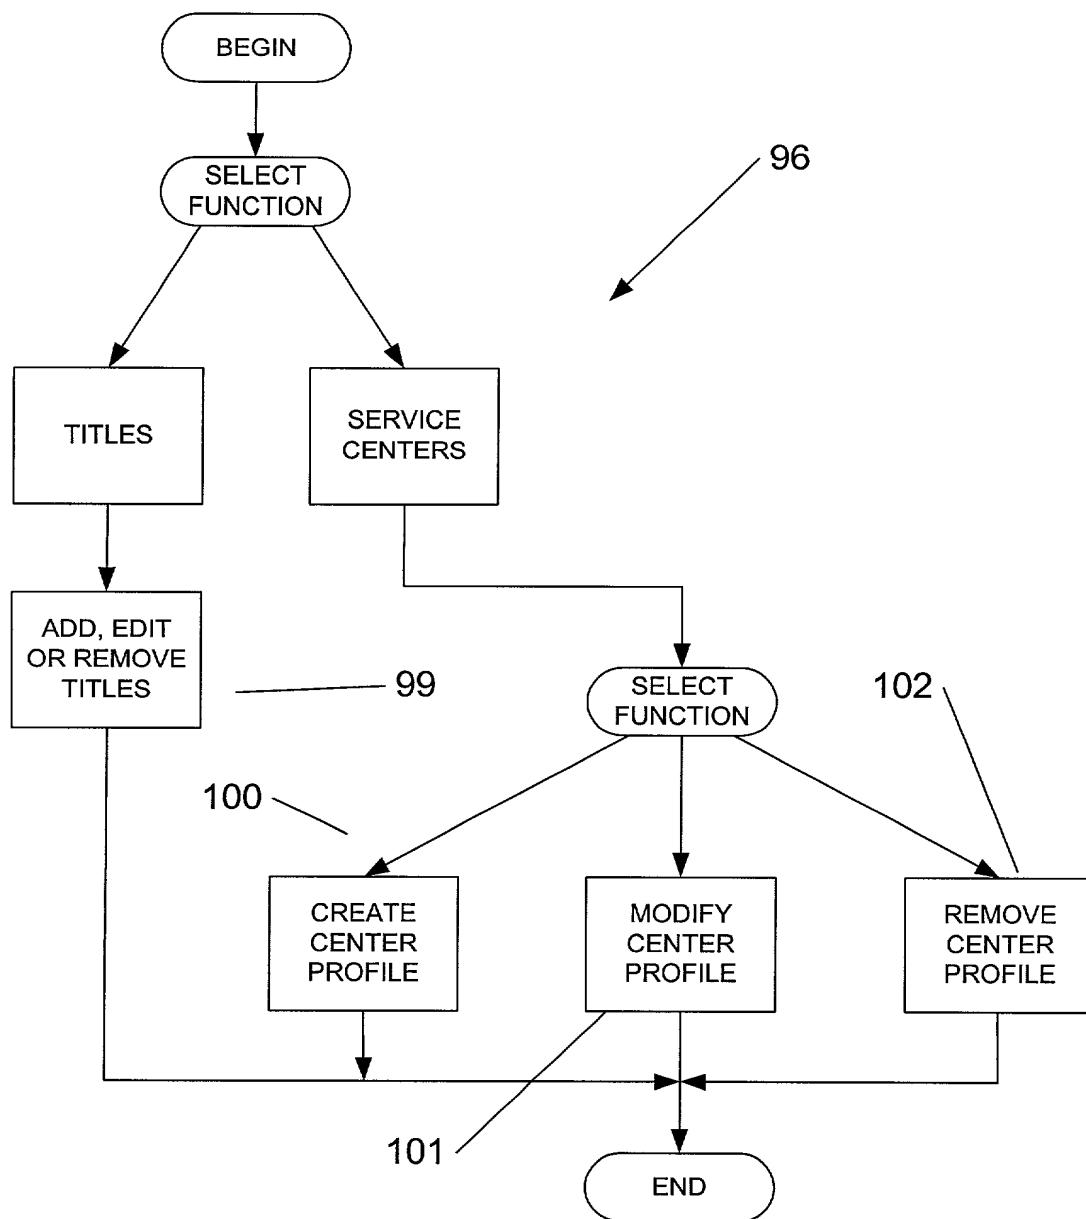 BEGIN
SELECT
FUNCTION
96
TITLES
SERVICE
CENTERS
ADD, EDIT
OR REMOVE
TITLES
99
SELECT
FUNCTION
102
100
CREATE
CENTER
PROFILE
MODIFY
CENTER
PROFILE
REMOVE
CENTER
PROFILE
101
END